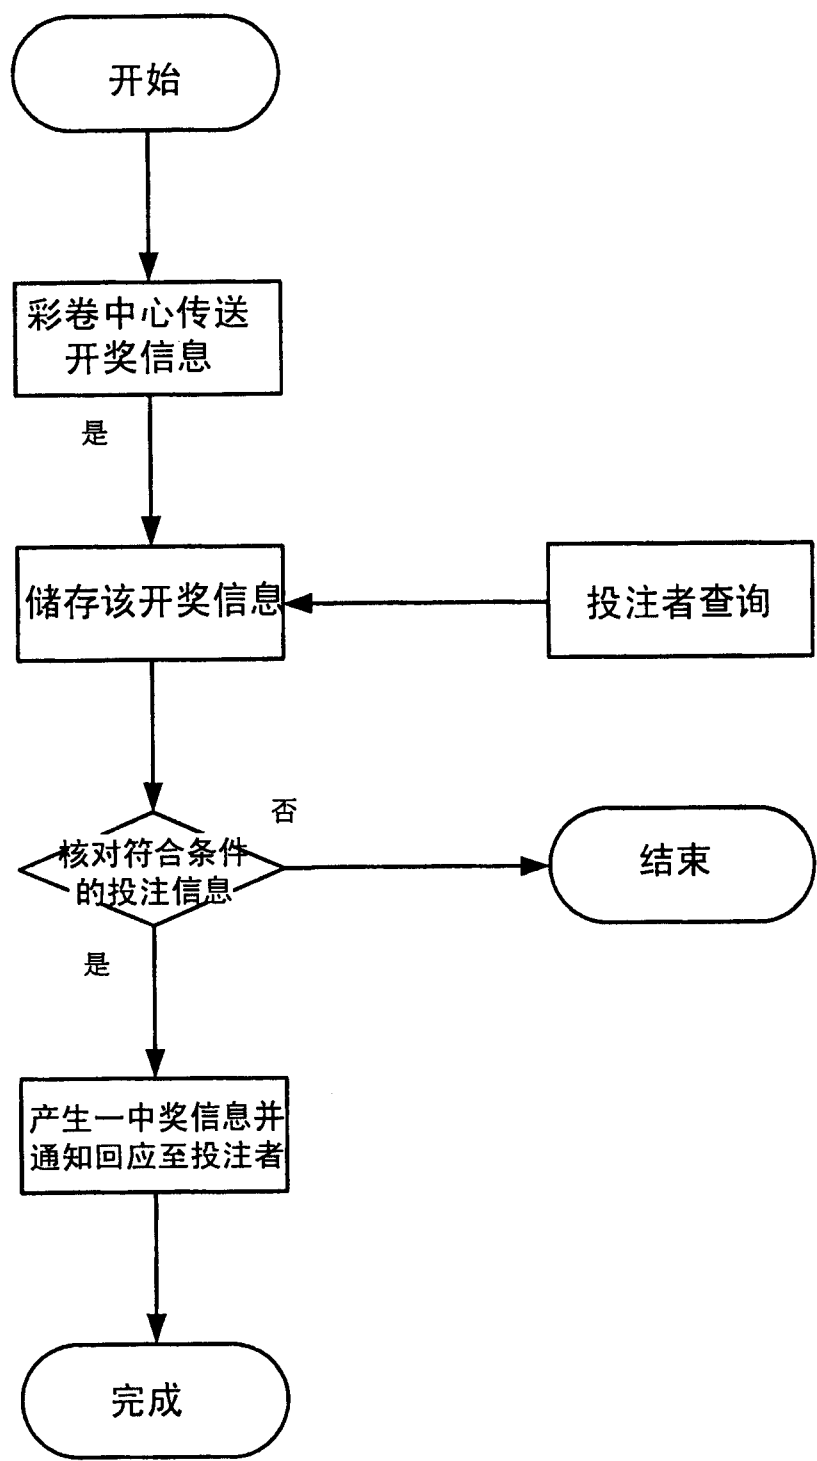 开始
彩卷中心传送
开奖信息
是
储存该开奖信息
投注者查询
否
核对符合条件
的投注信息
结束
是
产生一中奖信息并
通知回应至投注者
完成